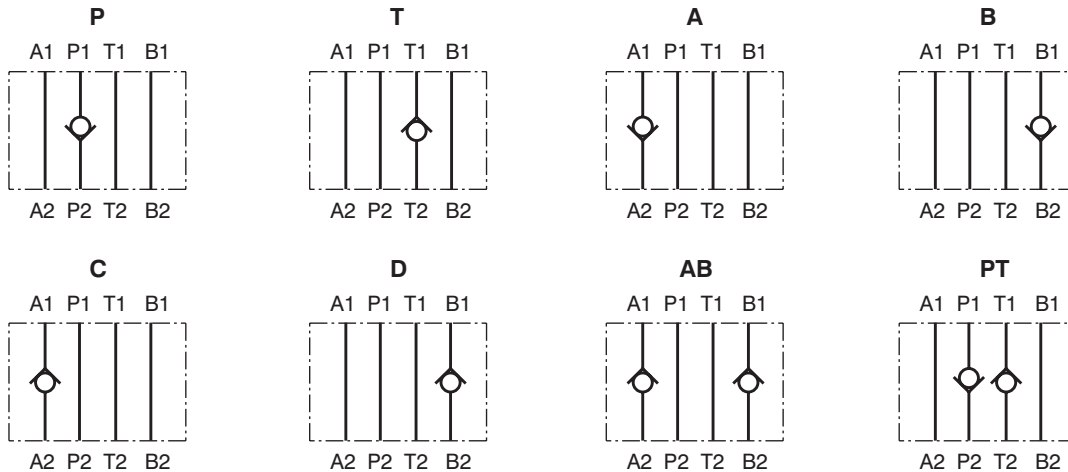 P T A B
A1 P1 T1 B1 A1 P1 T1 B1 A1 P1 T1 B1 A1 P1 T1 B1
A2 P2 T2 B2 A2 P2 T2 B2 A2 P2 T2 B2 A2 P2 T2 B2
C D AB PT
A1 P1 T1 B1 A1 P1 T1 B1 A1 P1 T1 B1 A1 P1 T1 B1
A2 P2 T2 B2 A2 P2 T2 B2 A2 P2 T2 B2 A2 P2 T2 B2